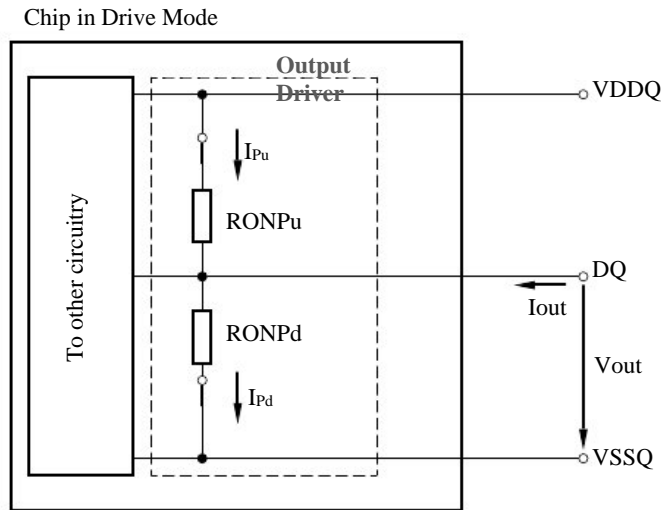 Chip in Drive Mode
Output
Driver
VDDQ
IPu
RONPu
To other circuitry
DQ
Iout
RONPd
Vout
IPd
VSSQ